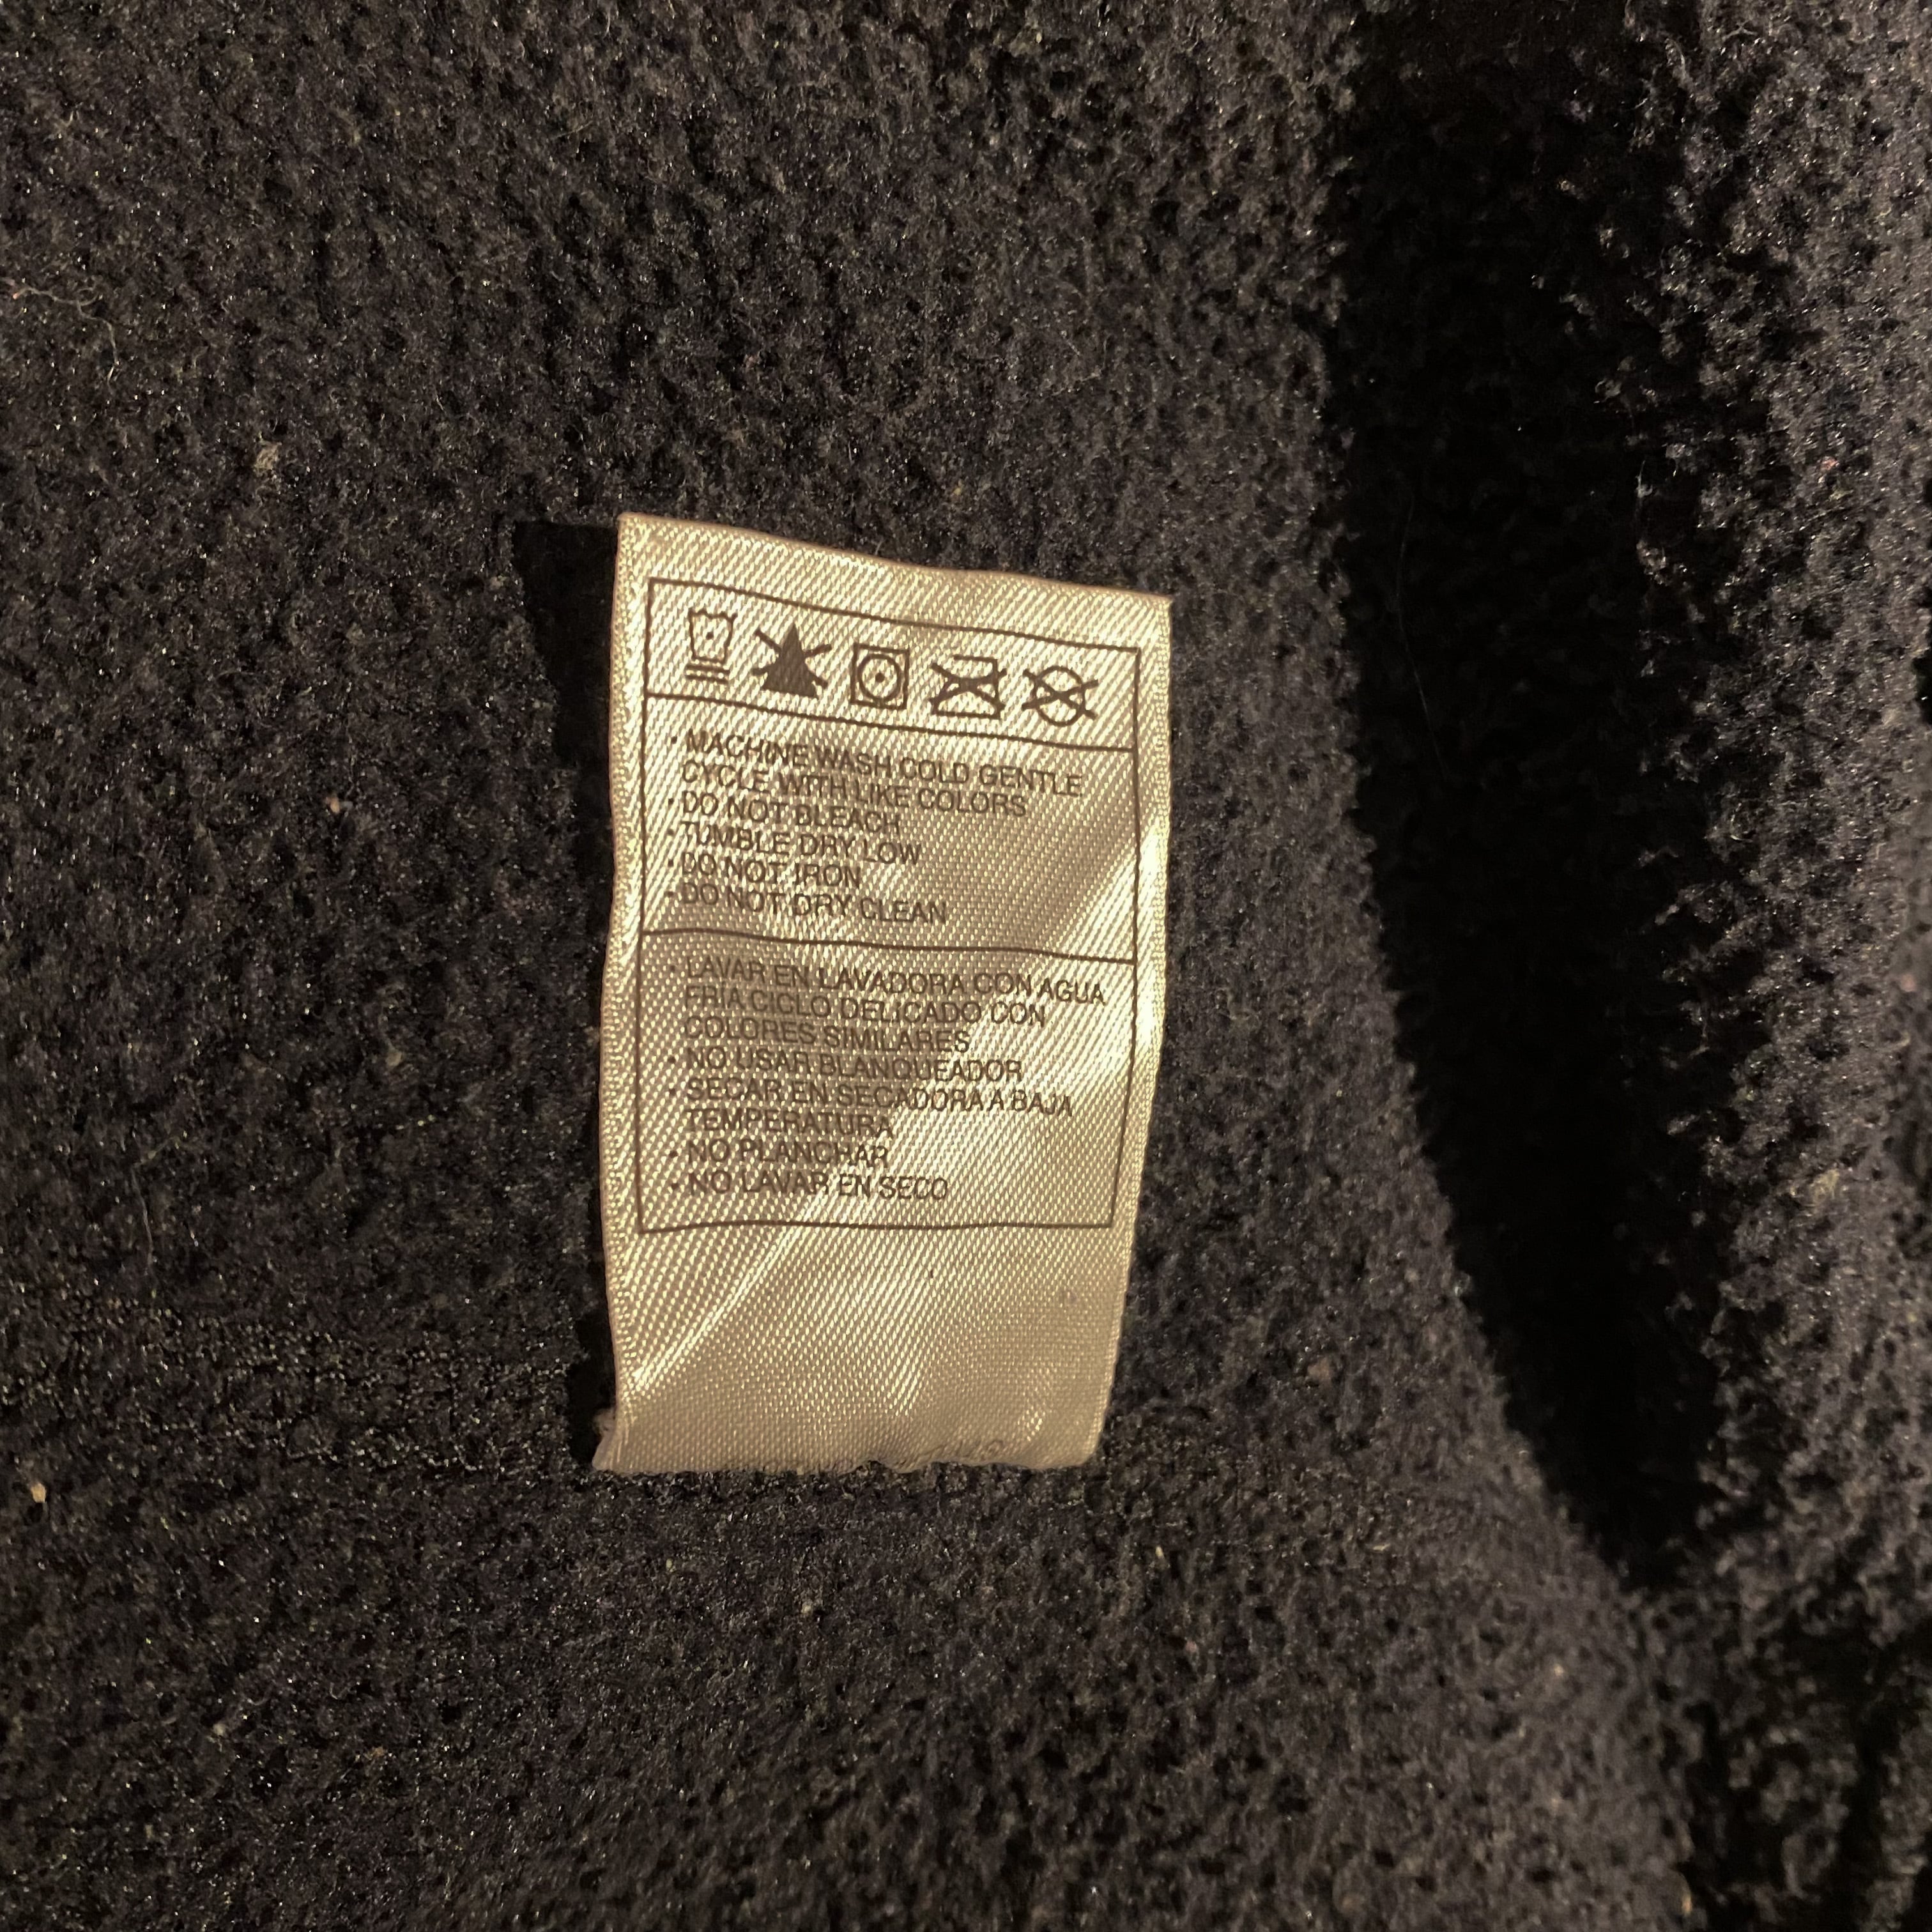 · MACHINE WASH COLD GENTLE
CYCLE WITH LIKE COLORS
· DO NOT BLEACH
· TUMBLE DRY LOW
· DO NOT IRON
· DO NOT DRY CLEAN
· LAVAR EN LAVADORA CON AGUA
FRIA CICLO DELICADO CON
COLORES SIMILARES
· NO USAR BLANQUEADOR
· SECAR EN SECADORA A BAJA
TEMPERATURA
· NO PLANCHAR
· NO LAVAR EN SECO